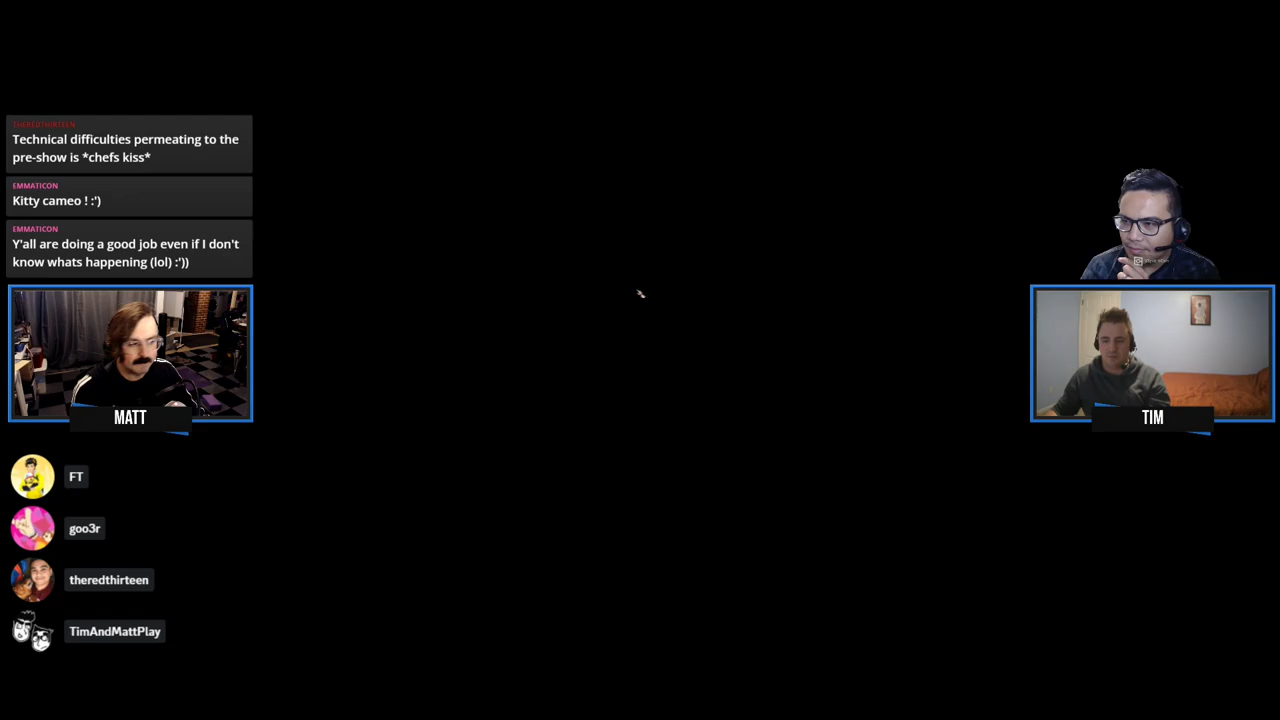 THEREDTHIRTEEN
Technical difficulties permeating to the
pre-show is *chefs kiss*
EMMATICON
Kitty cameo ! :')
EMMATICON
Y'all are doing a good job even if I don't
know whats happening (lol) :'))
MATT
TIM
FT
goo3r
theredthirteen
TimAndMattPlay